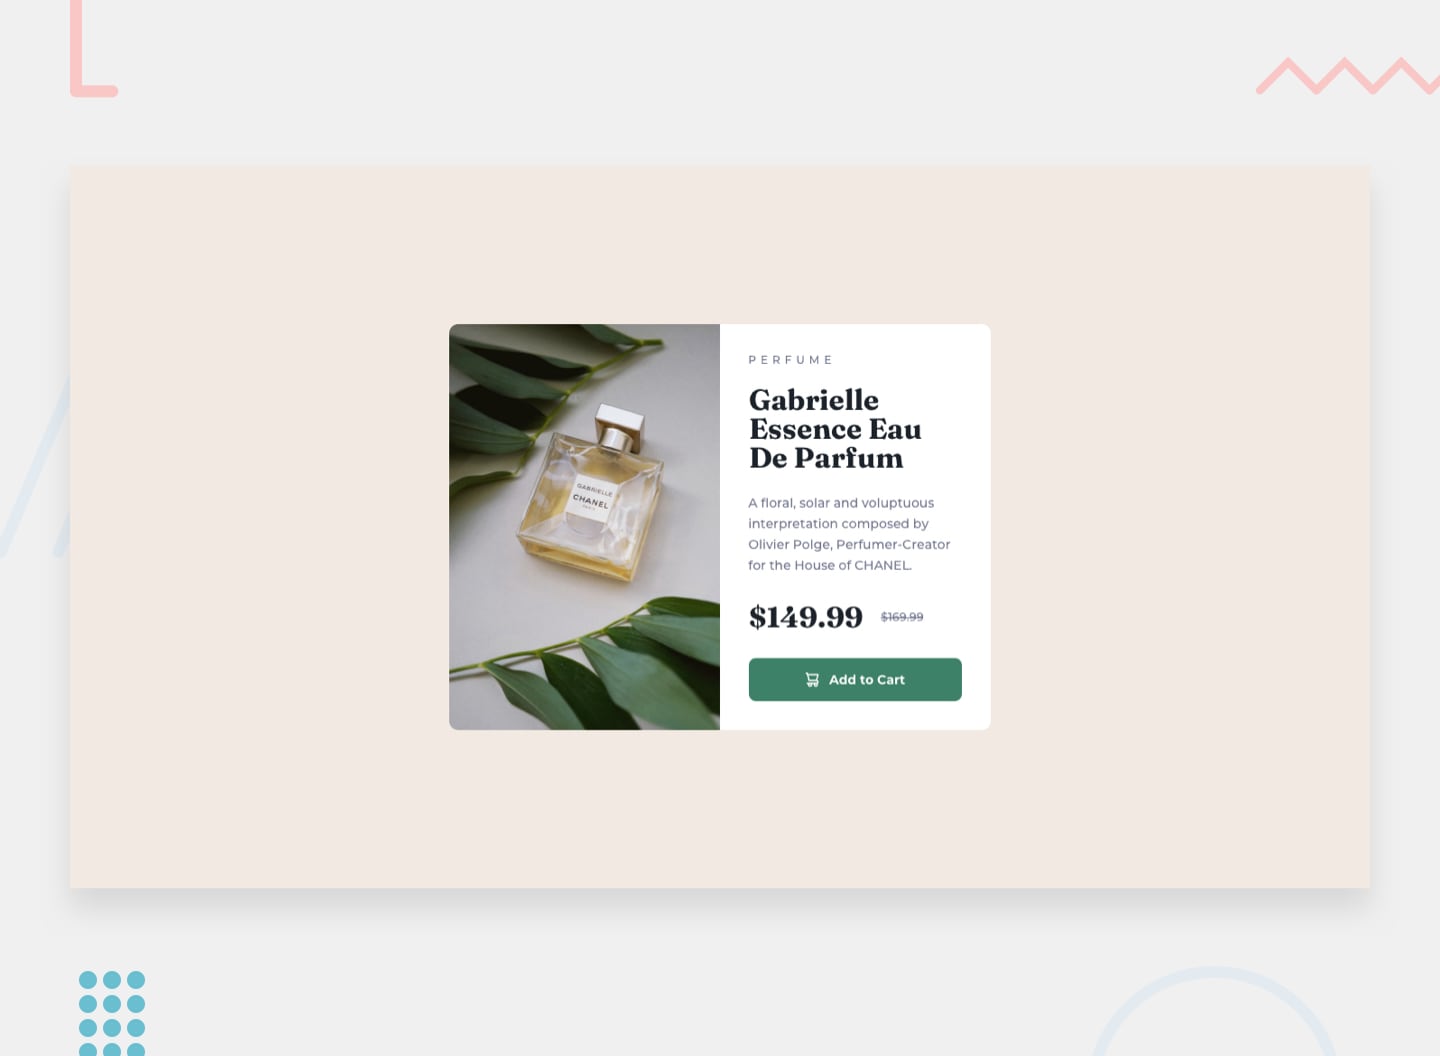 GABRIELLE
CHANEL
PARIS
PERFUME
Gabrielle
Essence Eau
De Parfum
A floral, solar and voluptuous
interpretation composed by
Olivier Polge, Perfumer-Creator
for the House of CHANEL.
$149.99 $169.99
Add to Cart